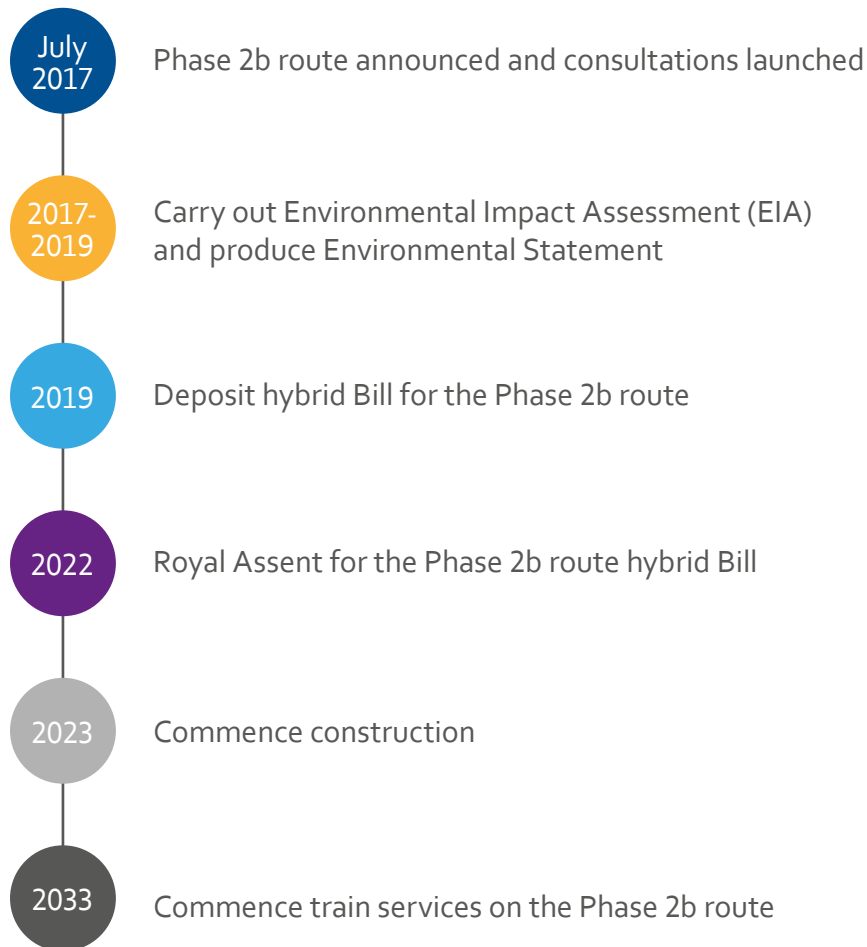 July
2017
Phase 2b route announced and consultations launched
2017-
2019
Carry out Environmental Impact Assessment (EIA)
and produce Environmental Statement
2019
Deposit hybrid Bill for the Phase 2b route
2022
Royal Assent for the Phase 2b route hybrid Bill
2023
Commence construction
2033
Commence train services on the Phase 2b route